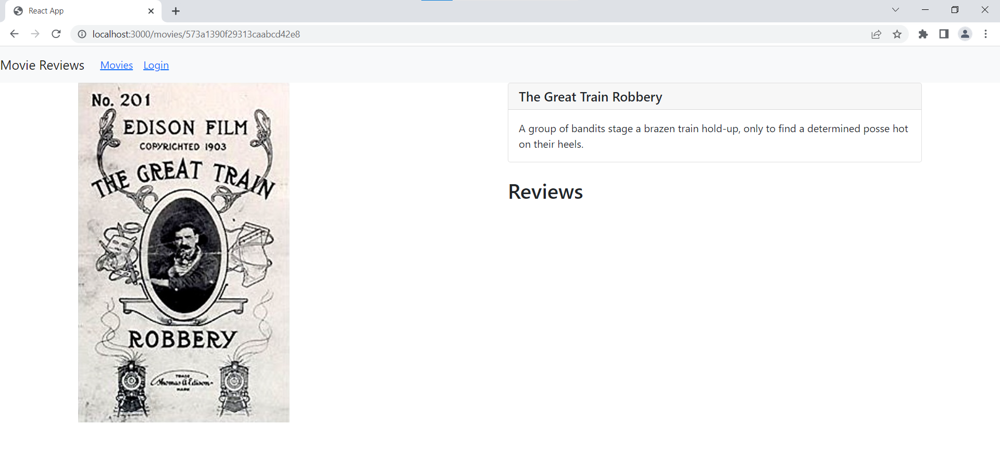 React App
localhost:3000/movies/573a1390f29313caabcd42e8
Movie Reviews Movies Login
No. 201
EDISON FILM
COPYRIGHTED 1903
THE GREAT TRAIN
ROBBERY
TRADE
Thomas A Edison
MARK
The Great Train Robbery
A group of bandits stage a brazen train hold-up, only to find a determined posse hot
on their heels.
Reviews